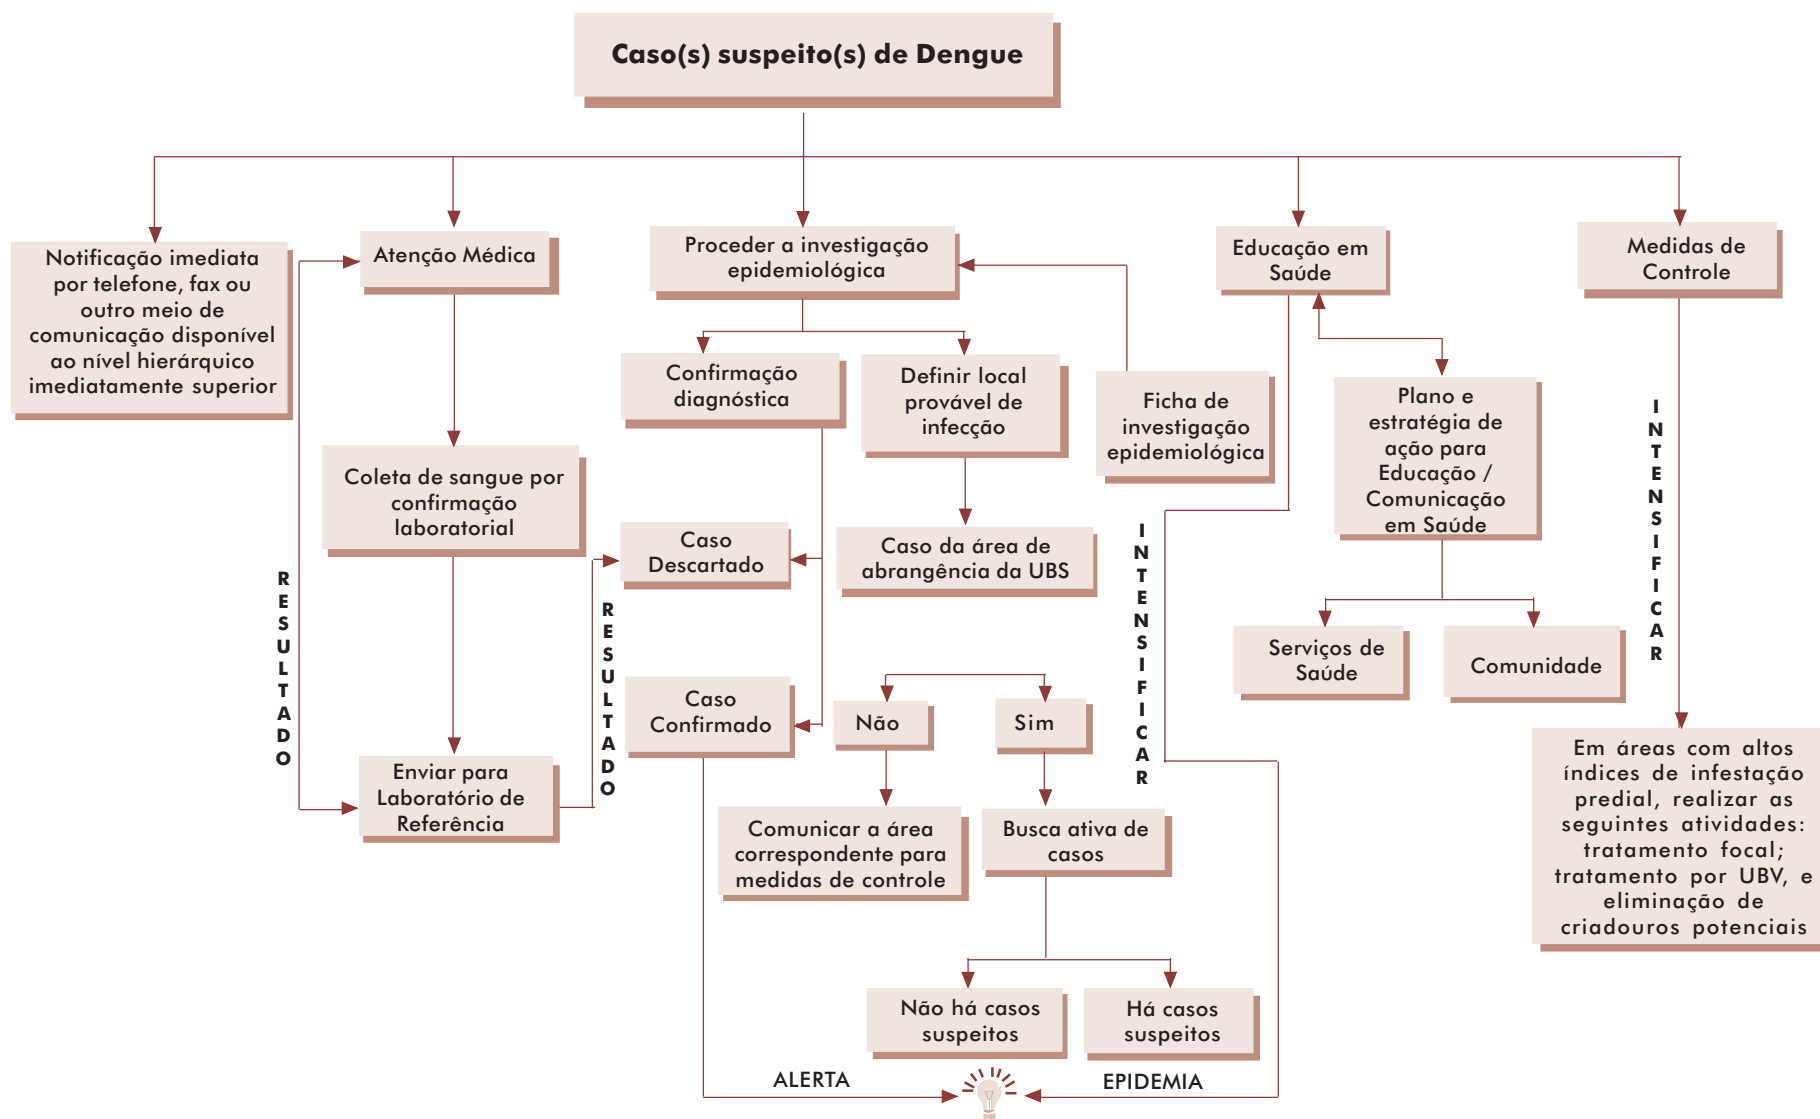 Caso(s) suspeito(s) de Dengue
Notificação imediata
por telefone, fax ou
outro meio de
comunicação disponível
ao nível hierárquico
imediatamente superior
Atenção Médica
Proceder a investigação
epidemiológica
Educação em
Saúde
Medidas de
Controle
Confirmação
diagnóstica
Definir local
provável de
infecção
Ficha de
investigação
epidemiológica
Plano e
estratégia de
ação para
Educação /
Comunicação
em Saúde
INTENSIFICAR
Coleta de sangue por
confirmação
laboratorial
Caso
Descartado
Caso da área de
abrangência da UBS
INTENSIFICAR
RESULTADO
RESULTADO
Serviços de
Saúde
Comunidade
Caso
Confirmado
Não
Sim
Enviar para
Laboratório de
Referência
Comunicar a área
correspondente para
medidas de controle
Busca ativa de
casos
Em áreas com altos
índices de infestação
predial, realizar as
seguintes atividades:
tratamento focal;
tratamento por UBV, e
eliminação de
criadouros potenciais
Não há casos
suspeitos
Há casos
suspeitos
ALERTA
EPIDEMIA